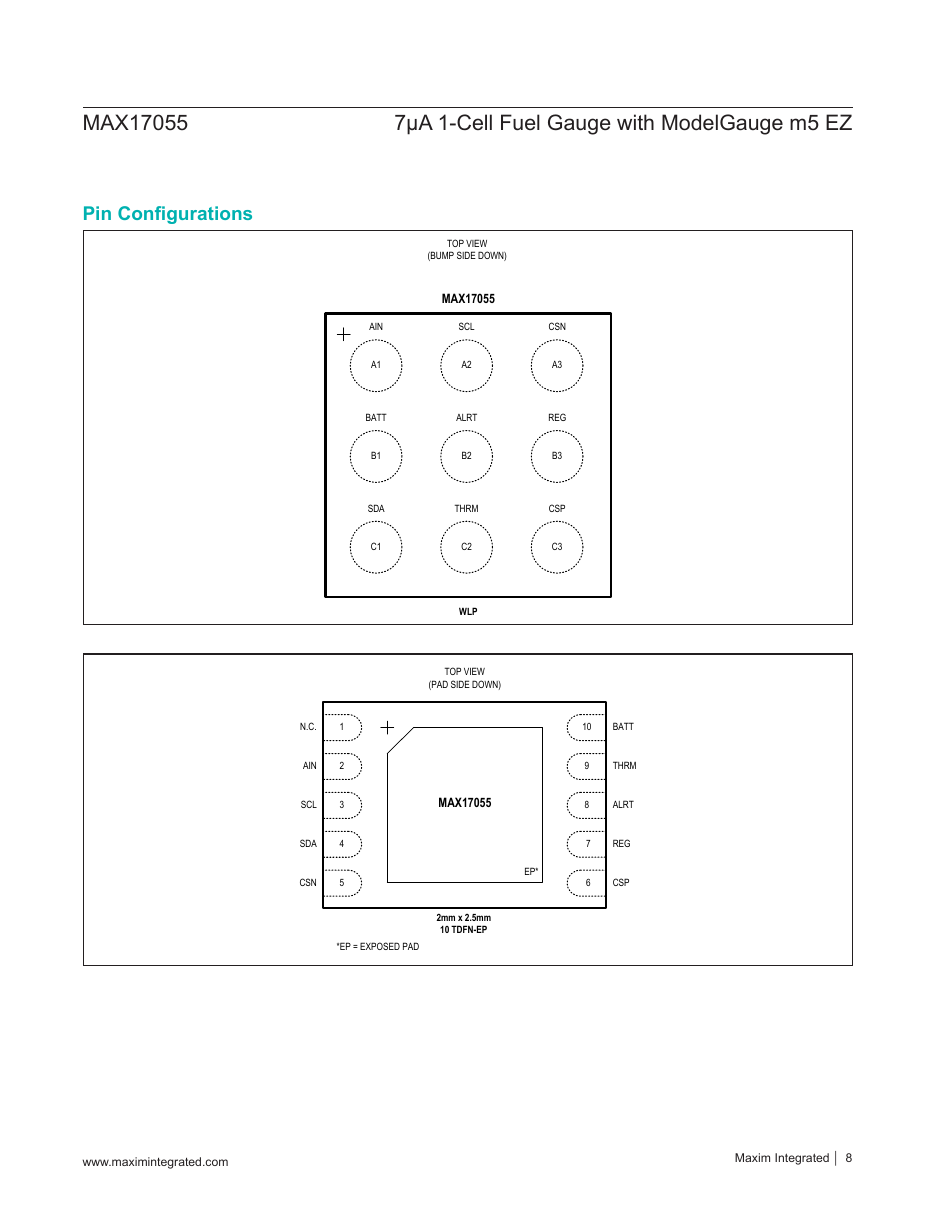 MAX17055 7µA 1-Cell Fuel Gauge with ModelGauge m5 EZ
Pin Configurations
TOP VIEW
(BUMP SIDE DOWN)
MAX17055
AIN SCL CSN
A1 A2 A3
BATT ALRT REG
B1 B2 B3
SDA THRM CSP
C1 C2 C3
WLP
TOP VIEW
(PAD SIDE DOWN)
N.C. 1 10 BATT
AIN 2 9 THRM
SCL 3 MAX17055 8 ALRT
SDA 4 7 REG
EP*
CSN 5 6 CSP
2mm x 2.5mm
10 TDFN-EP
*EP = EXPOSED PAD
www.maximintegrated.com Maxim Integrated | 8